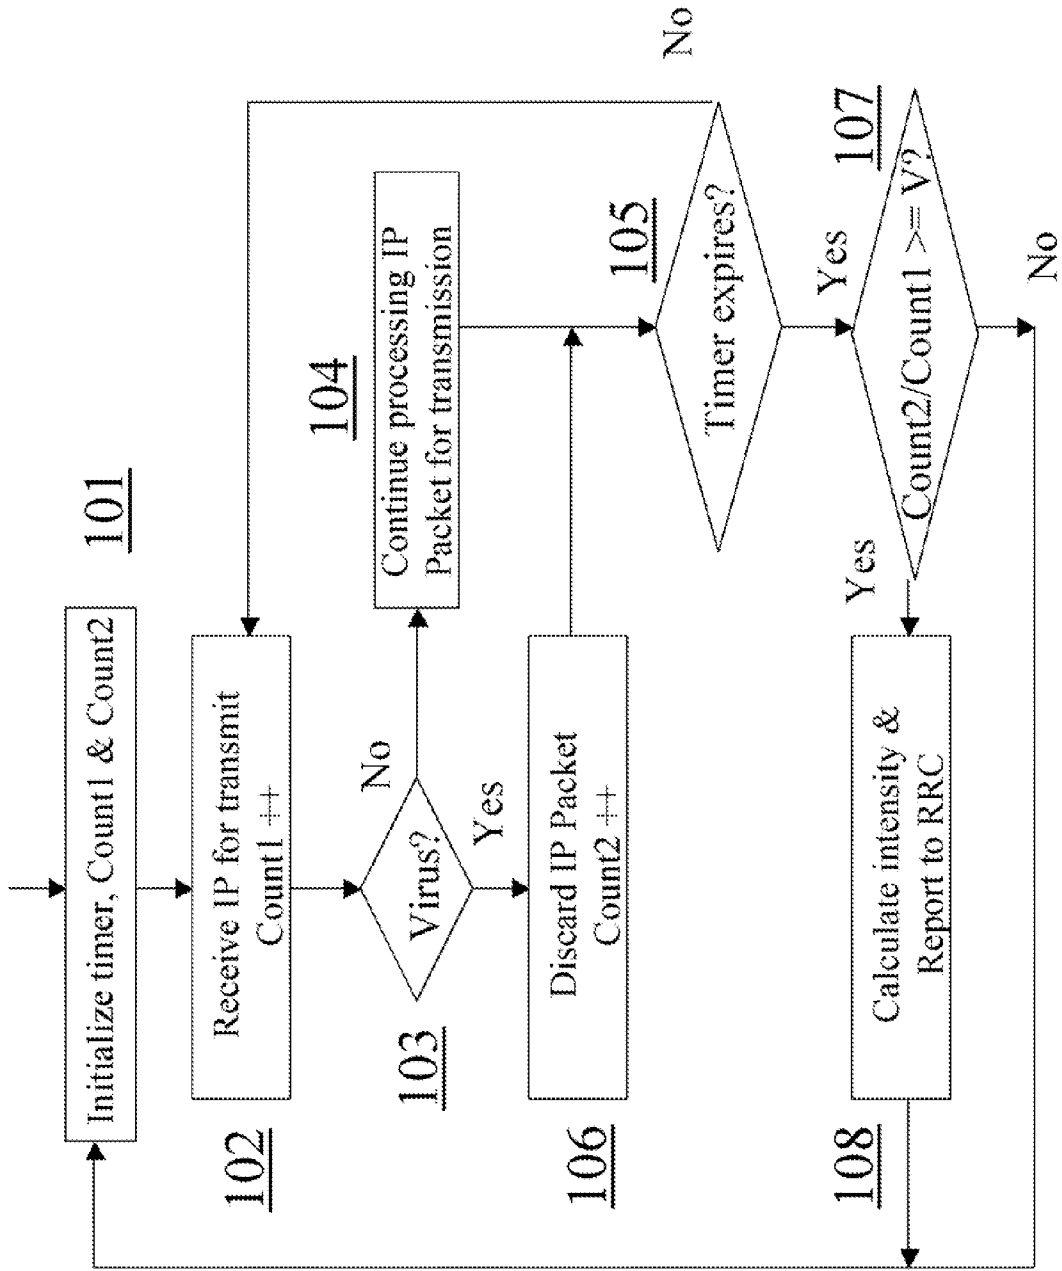 101
Initialize timer, Count1 & Count2
102
Receive IP for transmit
Count1 ++
103
Virus?
No
Yes
104
Continue processing IP
Packet for transmission
106
Discard IP Packet
Count2 ++
105
Timer expires?
No
Yes
107
Count2/Count1 >= V?
Yes
No
108
Calculate intensity &
Report to RRC